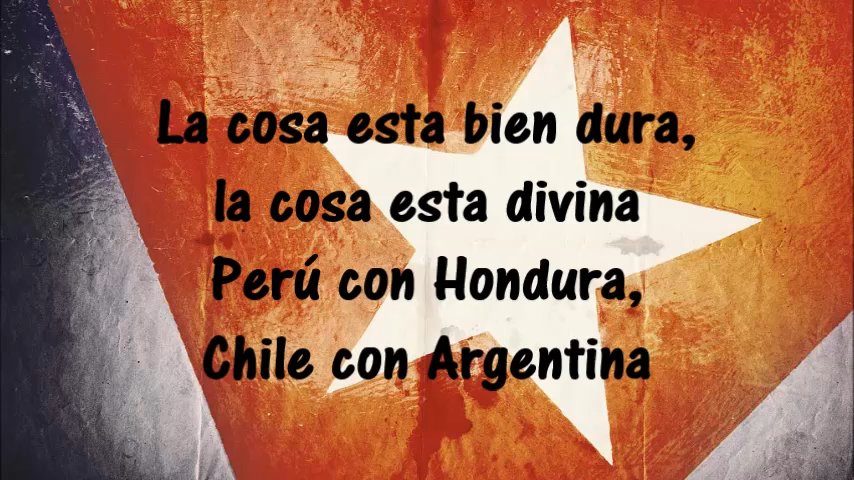 La cosa esta bien dura,
la cosa esta divina
Perú con Hondura,
Chile con Argentina